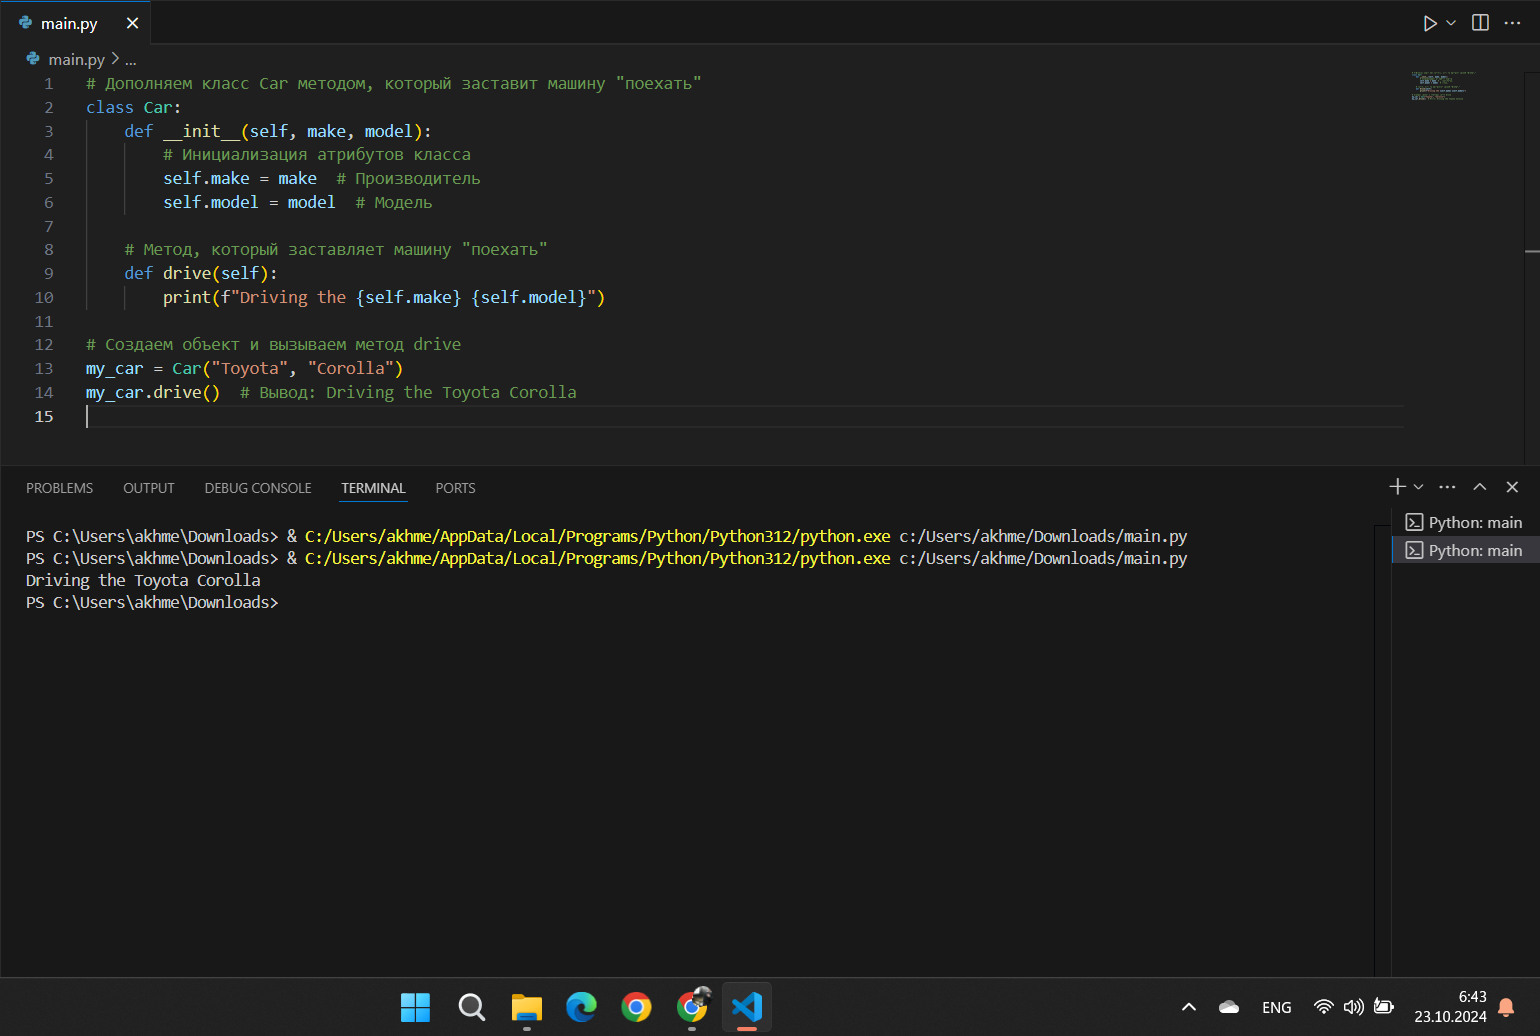 main.py
main.py > ...
1 # Дополняем класс Car методом, который заставит машину "поехать"
2 class Car:
3 def __init__(self, make, model):
4 # Инициализация атрибутов класса
5 self.make = make # Производитель
6 self.model = model # Модель
7
8 # Метод, который заставляет машину "поехать"
9 def drive(self):
10 print(f"Driving the {self.make} {self.model}")
11
12 # Создаем объект и вызываем метод drive
13 my_car = Car("Toyota", "Corolla")
14 my_car.drive() # Вывод: Driving the Toyota Corolla
15
PROBLEMS OUTPUT DEBUG CONSOLE TERMINAL PORTS
PS C:\Users\akhme\Downloads> & C:/Users/akhme/AppData/Local/Programs/Python/Python312/python.exe c:/Users/akhme/Downloads/main.py
PS C:\Users\akhme\Downloads> & C:/Users/akhme/AppData/Local/Programs/Python/Python312/python.exe c:/Users/akhme/Downloads/main.py
Driving the Toyota Corolla
PS C:\Users\akhme\Downloads>
Python: main
Python: main
ENG
6:43
23.10.2024